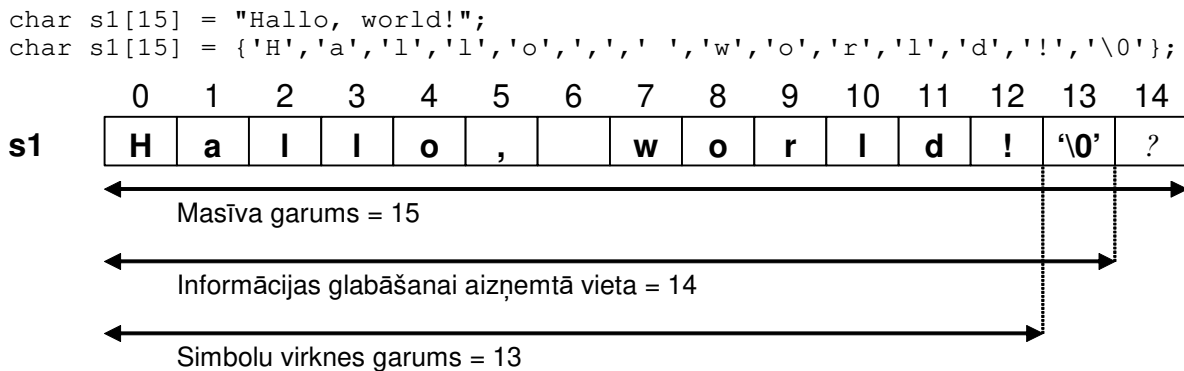 char s1[15] = "Hallo, world!";
char s1[15] = {'H','a','l','l','o',',',' ','w','o','r','l','d','!','\0'};
0 1 2 3 4 5 6 7 8 9 10 11 12 13 14
s1 H a l l o , w o r l d ! ‘\0’ ?
Masīva garums = 15
Informācijas glabāšanai aizņemtā vieta = 14
Simbolu virknes garums = 13